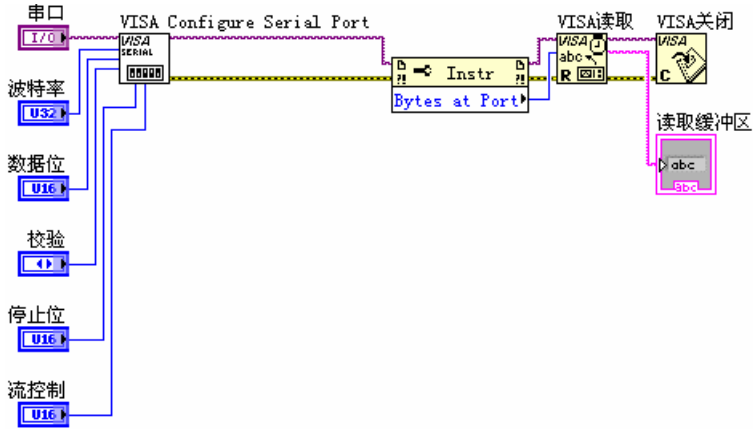 串口
VISA Configure Serial Port
VISA读取
VISA关闭
I/O
VISA
SERIAL
VISA
abc
R
VISA
C
?!
Instr
?!
Bytes at Port
波特率
U32
读取缓冲区
abc
abc
数据位
U16
校验
停止位
U16
流控制
U16